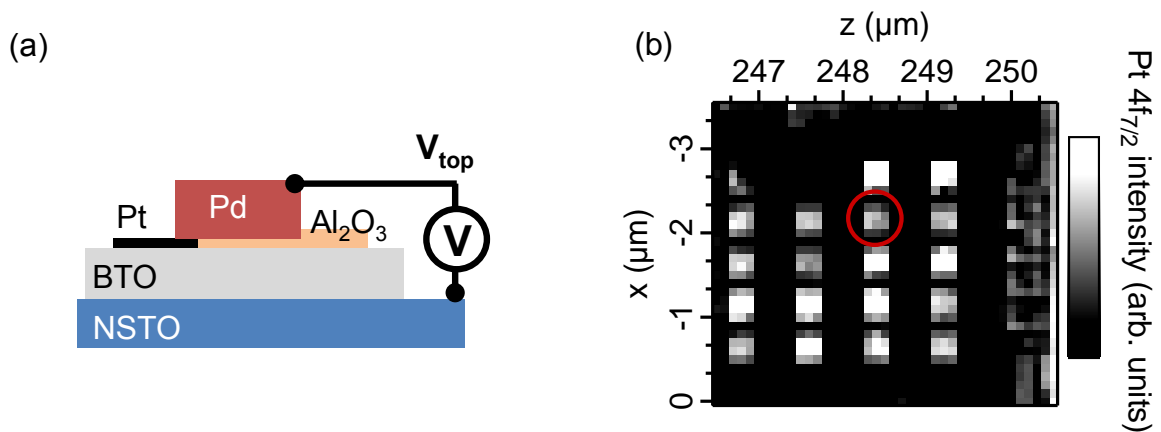 (a)
V_top
Pd
Pt
Al₂O₃
V
BTO
NSTO
(b)
z (µm)
247 248 249 250
x (µm)
-3
-2
-1
0
Pt 4f₇/₂ intensity (arb. units)